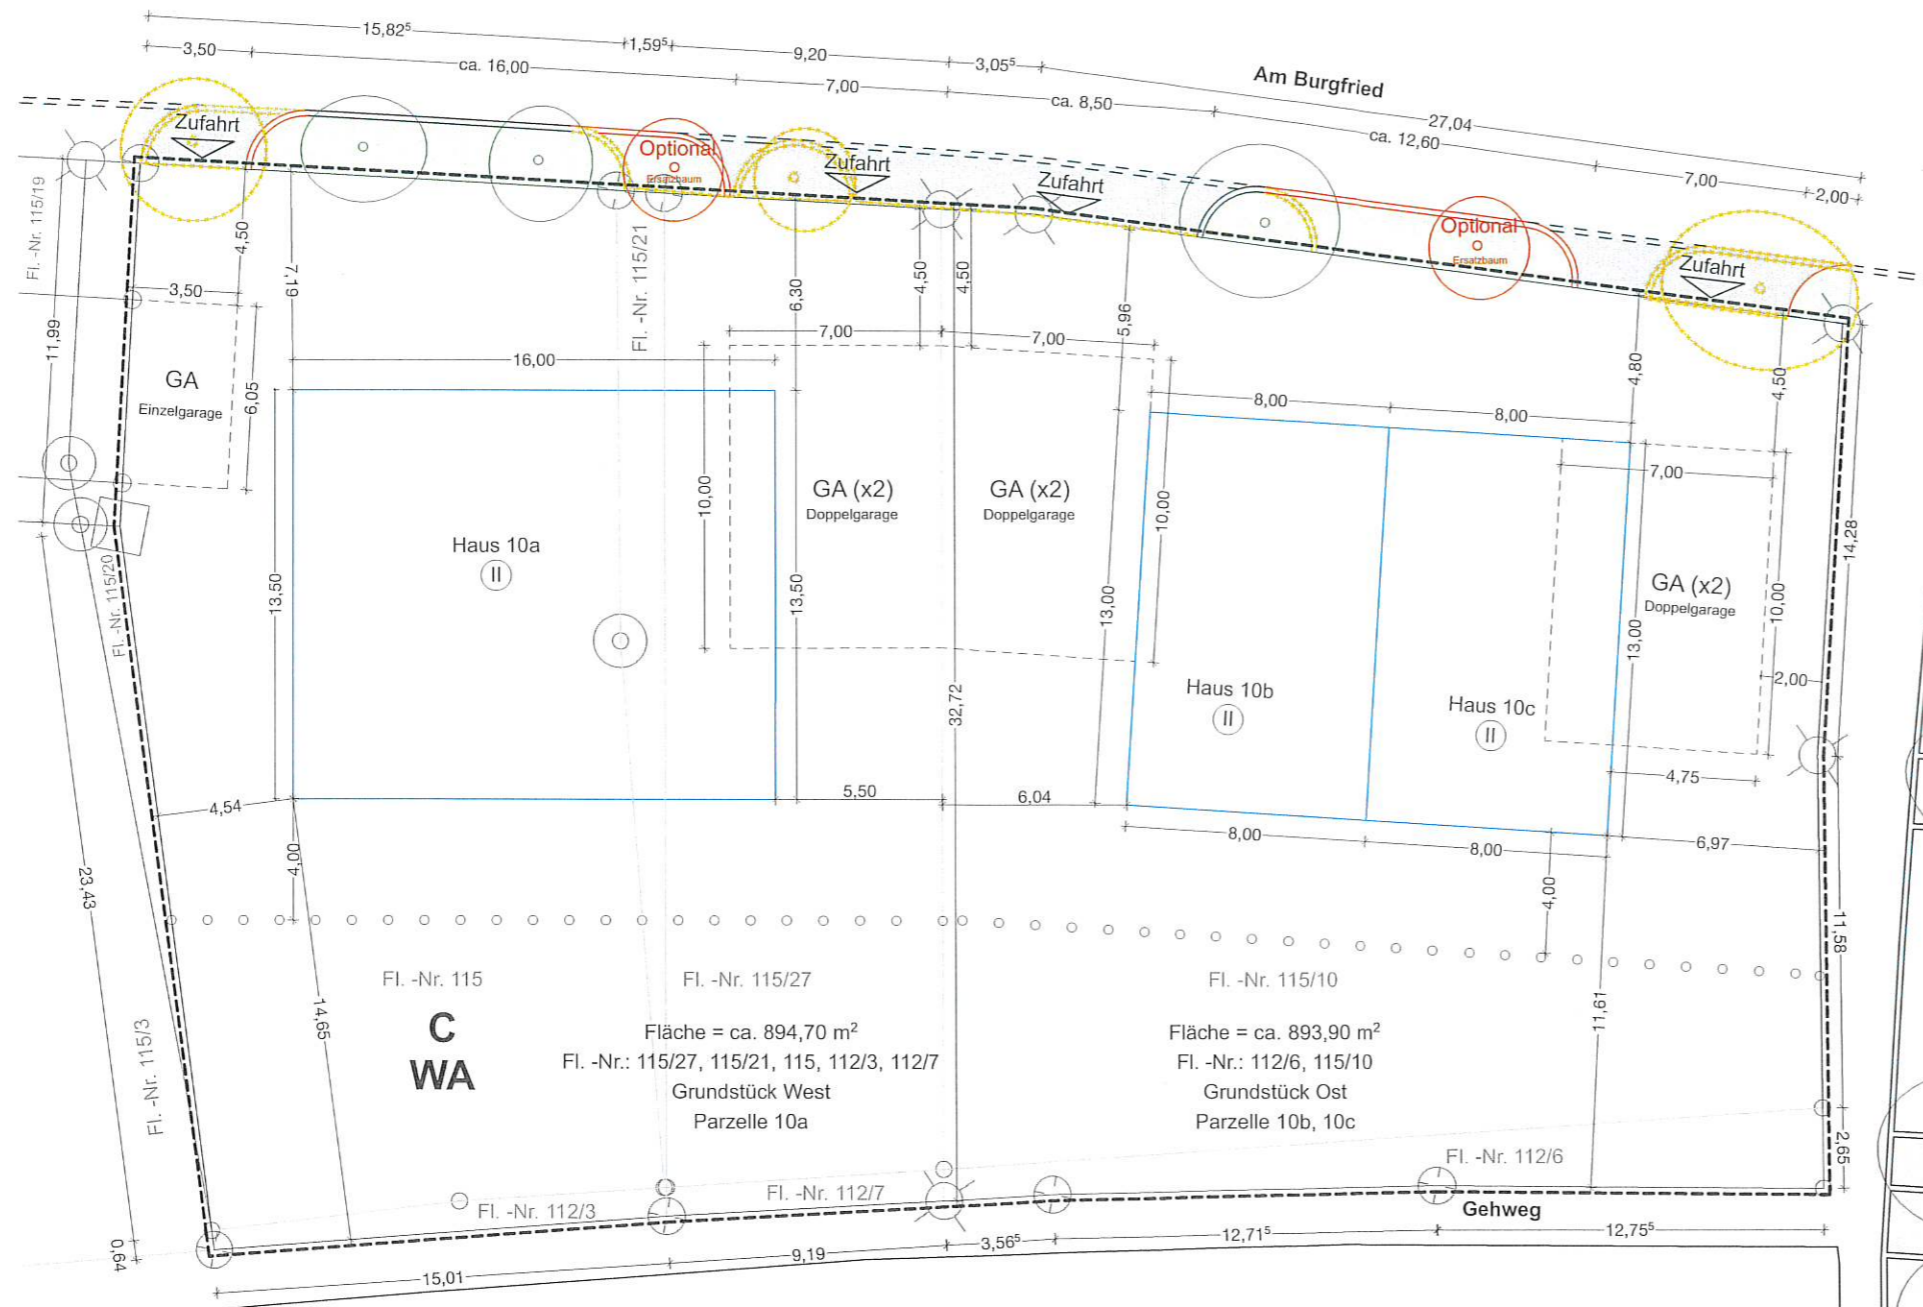 15,82⁵
1,59⁵
9,20
3,05⁵
Am Burgfried
27,04
3,50
ca. 16,00
7,00
ca. 8,50
ca. 12,60
7,00
2,00
Zufahrt
Optional
Ersatzbaum
Zufahrt
Zufahrt
Optional
Ersatzbaum
Zufahrt
Fl. -Nr. 115/19
11,99
4,50
7,19
Fl. -Nr. 115/21
6,30
4,50
4,50
5,96
4,80
4,50
3,50
7,00
7,00
16,00
GA
Einzelgarage
6,05
8,00
8,00
7,00
10,00
GA (x2)
Doppelgarage
GA (x2)
Doppelgarage
10,00
14,28
Haus 10a
II
Fl. -Nr. 115/20
13,50
13,50
13,00
13,00
GA (x2)
Doppelgarage
10,00
2,00
Haus 10b
II
Haus 10c
II
32,72
4,75
4,54
5,50
6,04
8,00
8,00
6,97
23,43
4,00
4,00
11,58
Fl. -Nr. 115
Fl. -Nr. 115/27
Fl. -Nr. 115/10
14,65
11,61
C
WA
Fläche = ca. 894,70 m²
Fl. -Nr.: 115/27, 115/21, 115, 112/3, 112/7
Grundstück West
Parzelle 10a
Fläche = ca. 893,90 m²
Fl. -Nr.: 112/6, 115/10
Grundstück Ost
Parzelle 10b, 10c
Fl. -Nr. 115/3
2,65
Fl. -Nr. 112/6
Fl. -Nr. 112/7
Fl. -Nr. 112/3
Gehweg
0,64
15,01
9,19
3,56⁵
12,71⁵
12,75⁵